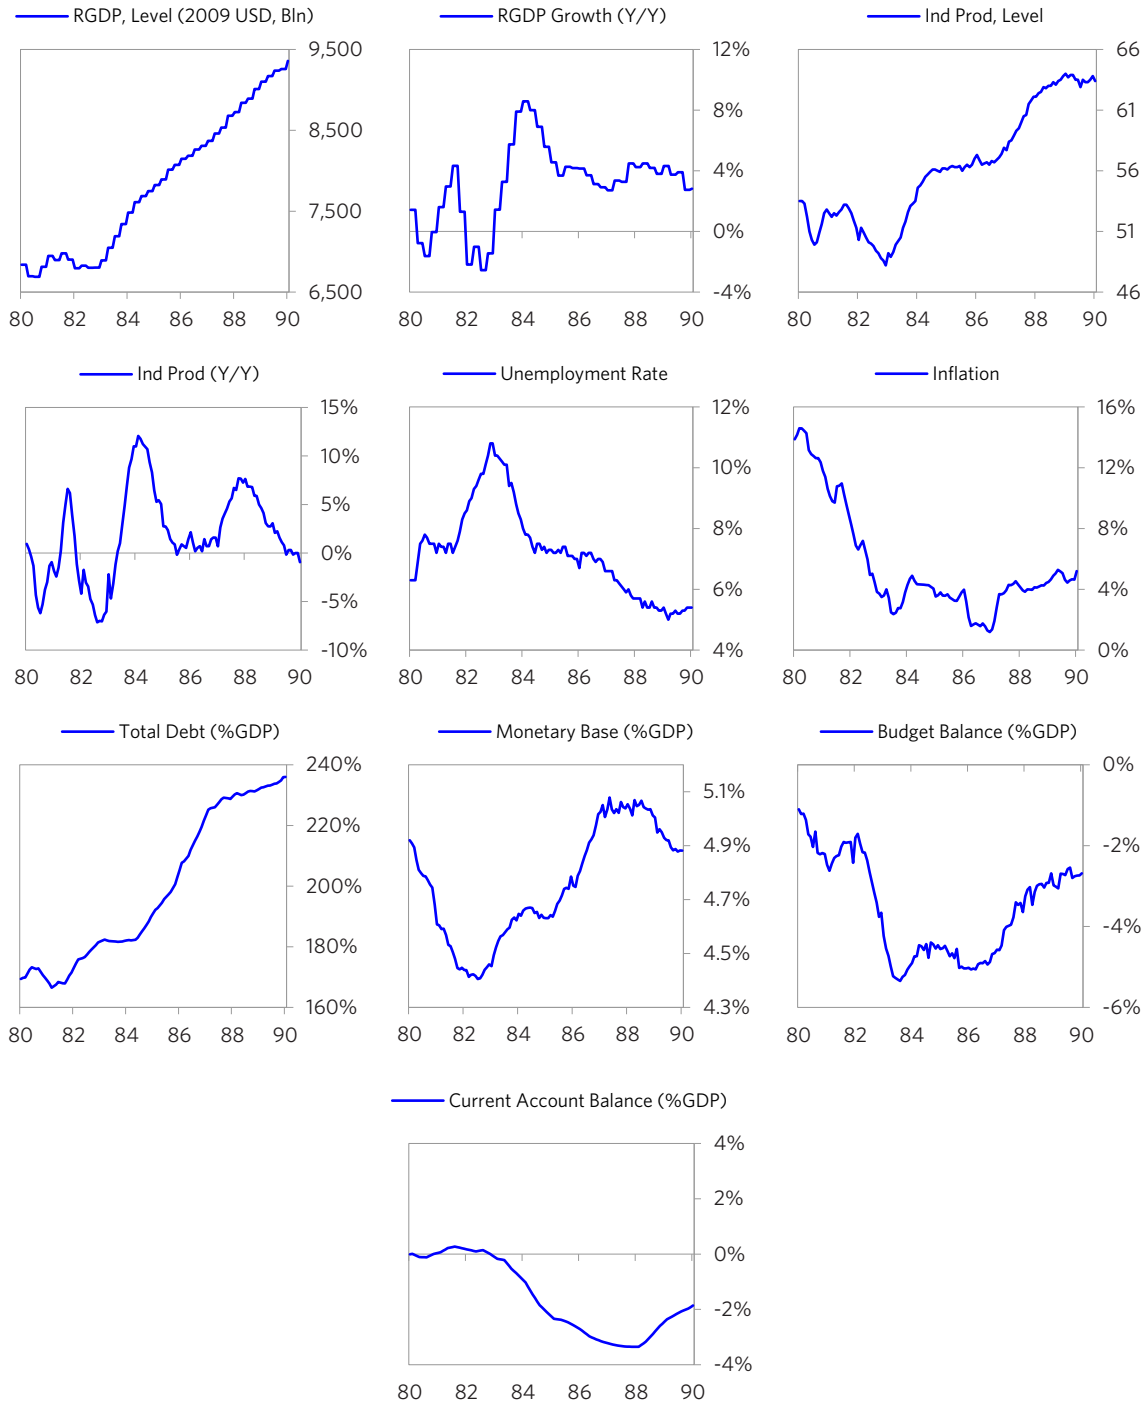 RGDP, Level (2009 USD, Bln)
RGDP Growth (Y/Y)
Ind Prod, Level
9,500
8,500
7,500
6,500
80 82 84 86 88 90
12%
8%
4%
0%
-4%
80 82 84 86 88 90
66
61
56
51
46
80 82 84 86 88 90
Ind Prod (Y/Y)
Unemployment Rate
Inflation
15%
10%
5%
0%
-5%
-10%
80 82 84 86 88 90
12%
10%
8%
6%
4%
80 82 84 86 88 90
16%
12%
8%
4%
0%
80 82 84 86 88 90
Total Debt (%GDP)
Monetary Base (%GDP)
Budget Balance (%GDP)
240%
220%
200%
180%
160%
80 82 84 86 88 90
5.1%
4.9%
4.7%
4.5%
4.3%
80 82 84 86 88 90
0%
-2%
-4%
-6%
80 82 84 86 88 90
Current Account Balance (%GDP)
4%
2%
0%
-2%
-4%
80 82 84 86 88 90